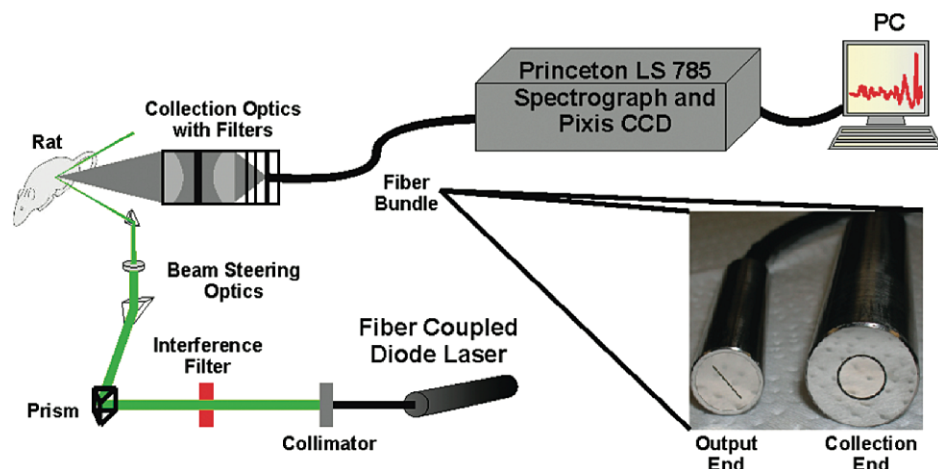 PC
Princeton LS 785
Spectrograph and
Pixis CCD
Collection Optics
with Filters
Rat
Fiber
Bundle
Beam Steering
Optics
Fiber Coupled
Diode Laser
Interference
Filter
Prism
Collimator
Output
End
Collection
End